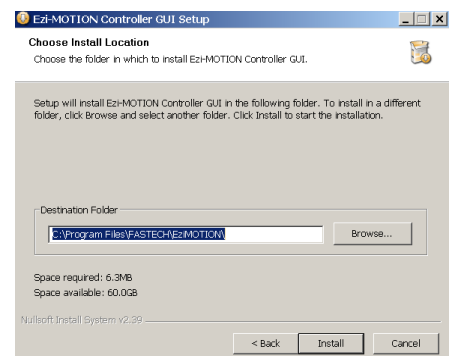 Ezi-MOTION Controller GUI Setup
Choose Install Location
Choose the folder in which to install Ezi-MOTION Controller GUI.
Setup will install Ezi-MOTION Controller GUI in the following folder. To install in a different
folder, click Browse and select another folder. Click Install to start the installation.
Destination Folder
C:\Program Files\FASTECH\EziMOTION\
Browse...
Space required: 6.3MB
Space available: 60.0GB
Nullsoft Install System v2.39
< Back Install Cancel